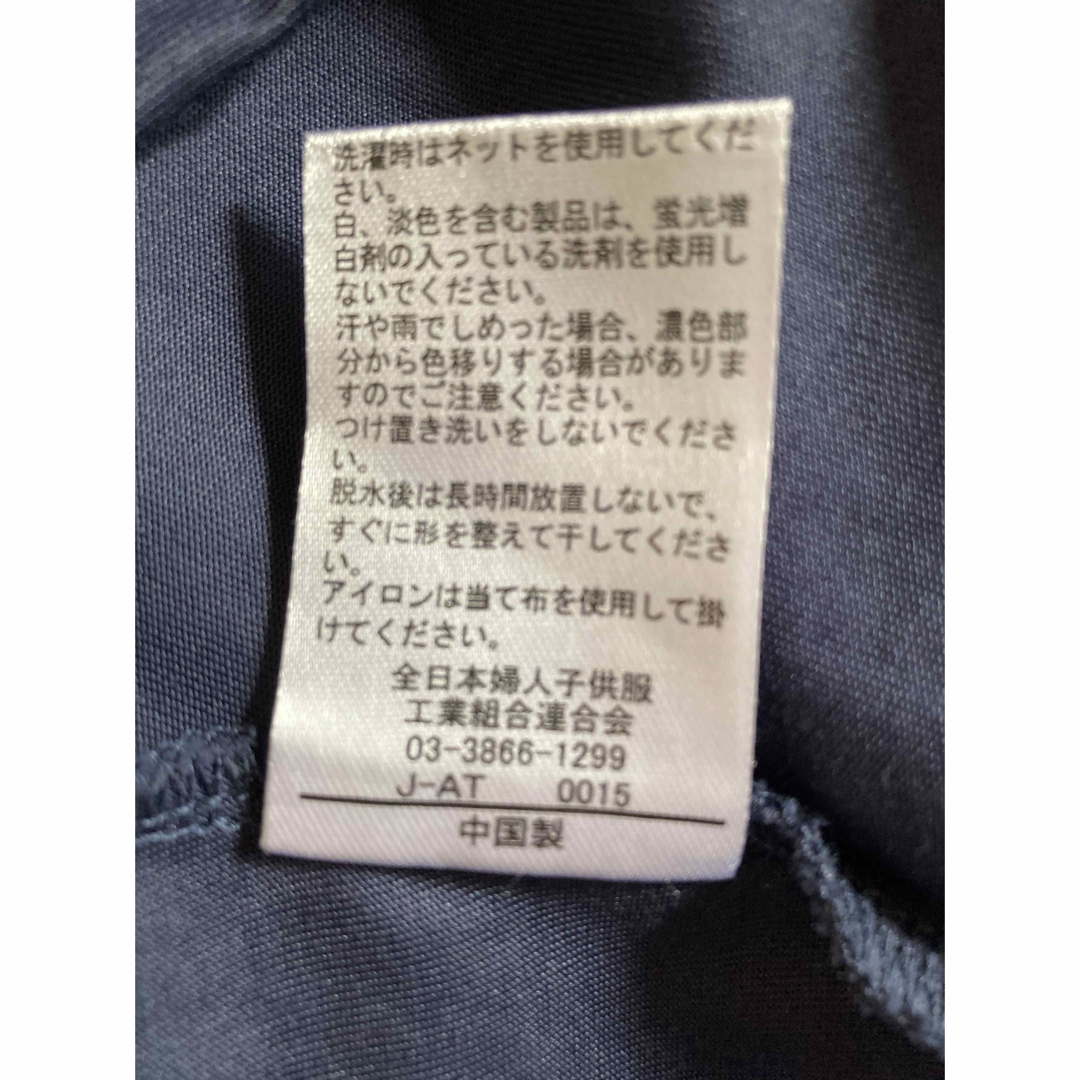 洗濯時はネットを使用してくだ
さい。
白、淡色を含む製品は、蛍光増
白剤の入っている洗剤を使用し
ないでください。
汗や雨でしめった場合、濃色部
分から色移りする場合がありま
すのでご注意ください。
つけ置き洗いをしないでくださ
い。
脱水後は長時間放置しないで、
すぐに形を整えて干してくださ
い。
アイロンは当て布を使用して掛
けてください。
全日本婦人子供服
工業組合連合会
03-3866-1299
J-AT 0015
中国製